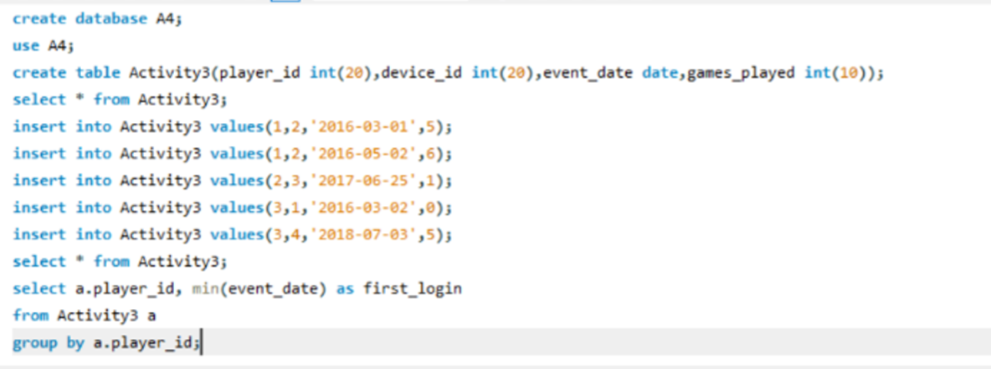 create database A4;
use A4;
create table Activity3(player_id int(20),device_id int(20),event_date date,games_played int(10));
select * from Activity3;
insert into Activity3 values(1,2,'2016-03-01',5);
insert into Activity3 values(1,2,'2016-05-02',6);
insert into Activity3 values(2,3,'2017-06-25',1);
insert into Activity3 values(3,1,'2016-03-02',0);
insert into Activity3 values(3,4,'2018-07-03',5);
select * from Activity3;
select a.player_id, min(event_date) as first_login
from Activity3 a
group by a.player_id;